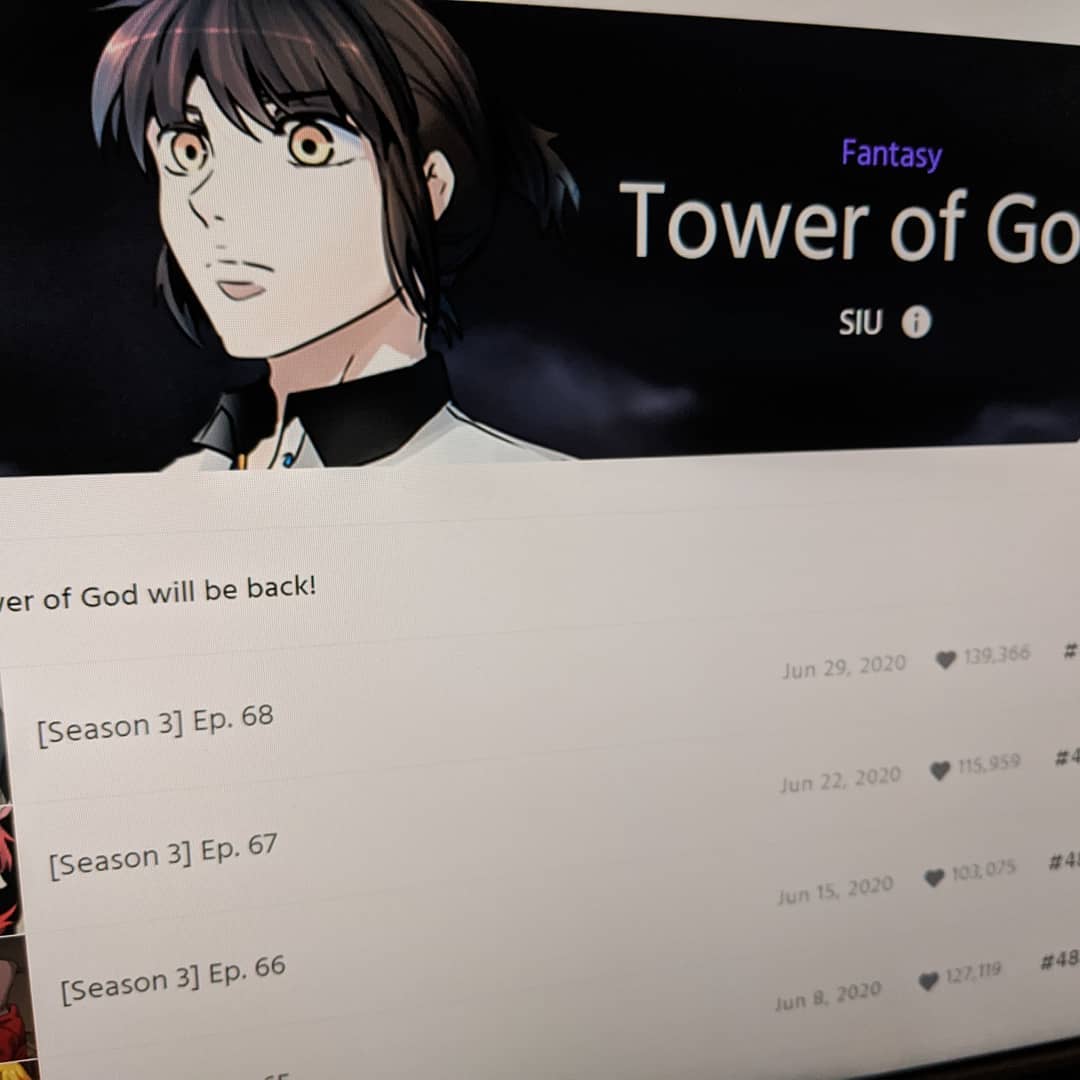 Fantasy
Tower of Go
SIU i
er of God will be back!
Jun 29, 2020 139,366 #
[Season 3] Ep. 68
Jun 22, 2020 115,959 #4
[Season 3] Ep. 67
Jun 15, 2020 103,075 #48
[Season 3] Ep. 66
Jun 8, 2020 127,119 #48